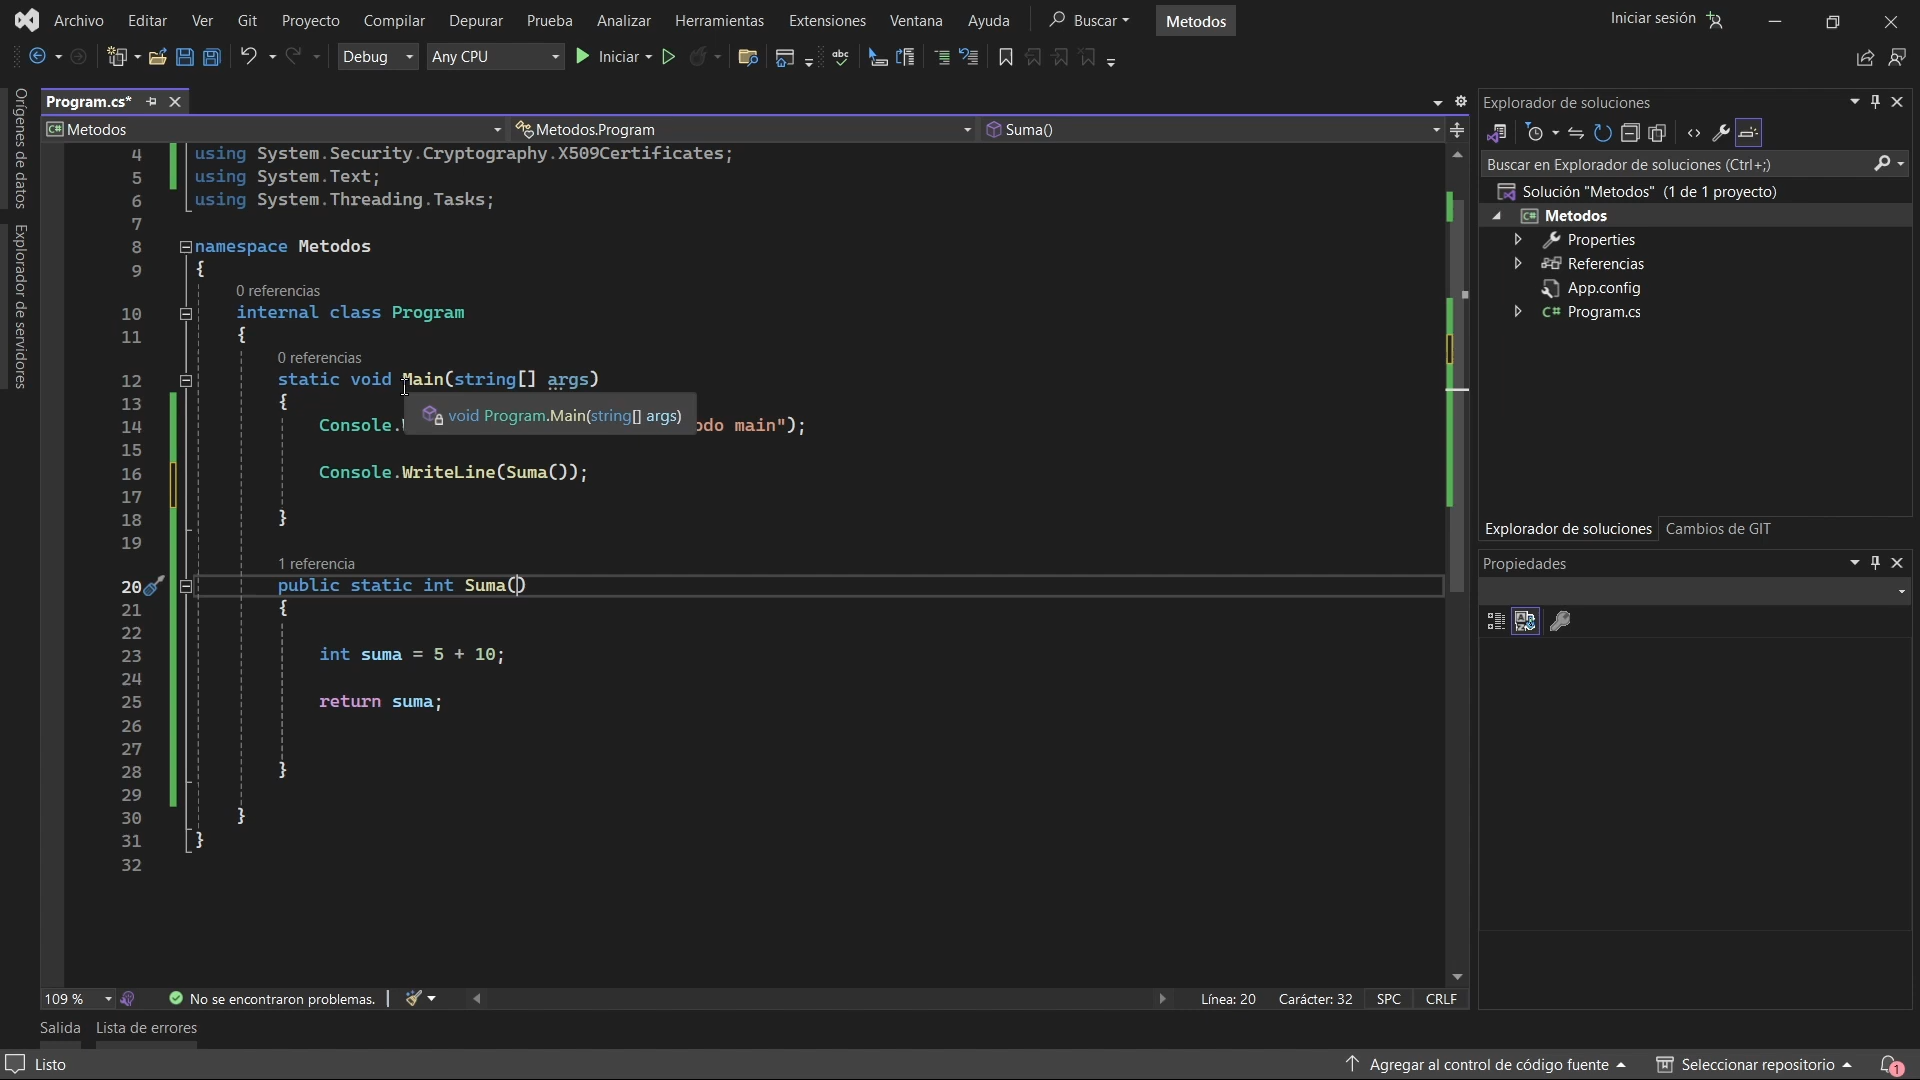 Archivo Editar Ver Git Proyecto Compilar Depurar Prueba Analizar Herramientas Extensiones Ventana Ayuda Buscar Metodos Iniciar sesión
Debug Any CPU Iniciar
Orígenes de datos
Explorador de servidores
Program.cs*
Metodos Metodos.Program Suma()
4 using System.Security.Cryptography.X509Certificates;
5 using System.Text;
6 using System.Threading.Tasks;
7
8 namespace Metodos
9 {
0 referencias
10 internal class Program
11 {
0 referencias
12 static void Main(string[] args)
13 {
void Program.Main(string[] args)
14 Console. odo main");
15
16 Console.WriteLine(Suma());
17
18 }
19
1 referencia
20 public static int Suma()
21 {
22
23 int suma = 5 + 10;
24
25 return suma;
26
27
28 }
29
30 }
31 }
32
109 % No se encontraron problemas. Línea: 20 Carácter: 32 SPC CRLF
Salida Lista de errores
Explorador de soluciones
Buscar en Explorador de soluciones (Ctrl+;)
Solución "Metodos" (1 de 1 proyecto)
Metodos
Properties
Referencias
App.config
C# Program.cs
Explorador de soluciones Cambios de GIT
Propiedades
Listo Agregar al control de código fuente Seleccionar repositorio 1